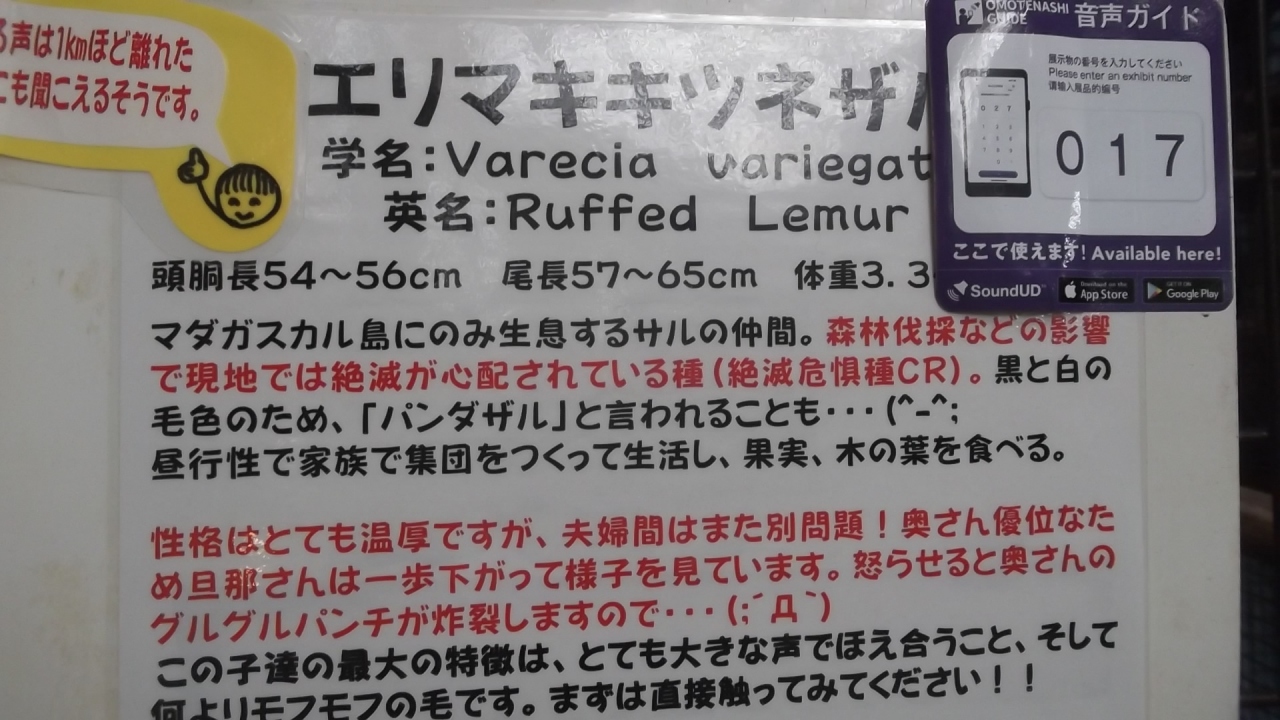 る声は1kmほど離れた
にも聞こえるそうです。
エリマキキツネザル
学名：Varecia variegat
英名：Ruffed Lemur
頭胴長54〜56cm 尾長57〜65cm 体重3.3
マダガスカル島にのみ生息するサルの仲間。森林伐採などの影響
で現地では絶滅が心配されている種(絶滅危惧種CR)。黒と白の
毛色のため、「パンダザル」と言われることも・・・(^-^;
昼行性で家族で集団をつくって生活し、果実、木の葉を食べる。
性格はとても温厚ですが、夫婦間はまた別問題！奥さん優位なた
め旦那さんは一歩下がって様子を見ています。怒らせると奥さんの
グルグルパンチが炸裂しますので・・・(;´Д｀)
この子達の最大の特徴は、とても大きな声でほえ合うこと、そして
何よりモフモフの毛です。まずは直接触ってみてください！！
OMOTENASHI
GUIDE
音声ガイド
展示物の番号を入力してください
Please enter an exhibit number
请输入展品的编号
017
ここで使えます! Available here!
SoundUD
Download on the
App Store
GET IT ON
Google Play